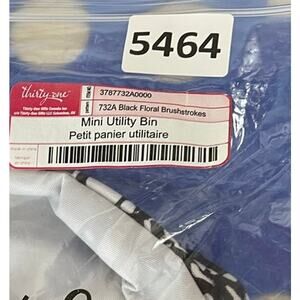 5464
thirty-one
3787732A0000
732A Black Floral Brushstrokes
Mini Utility Bin
Petit panier utilitaire